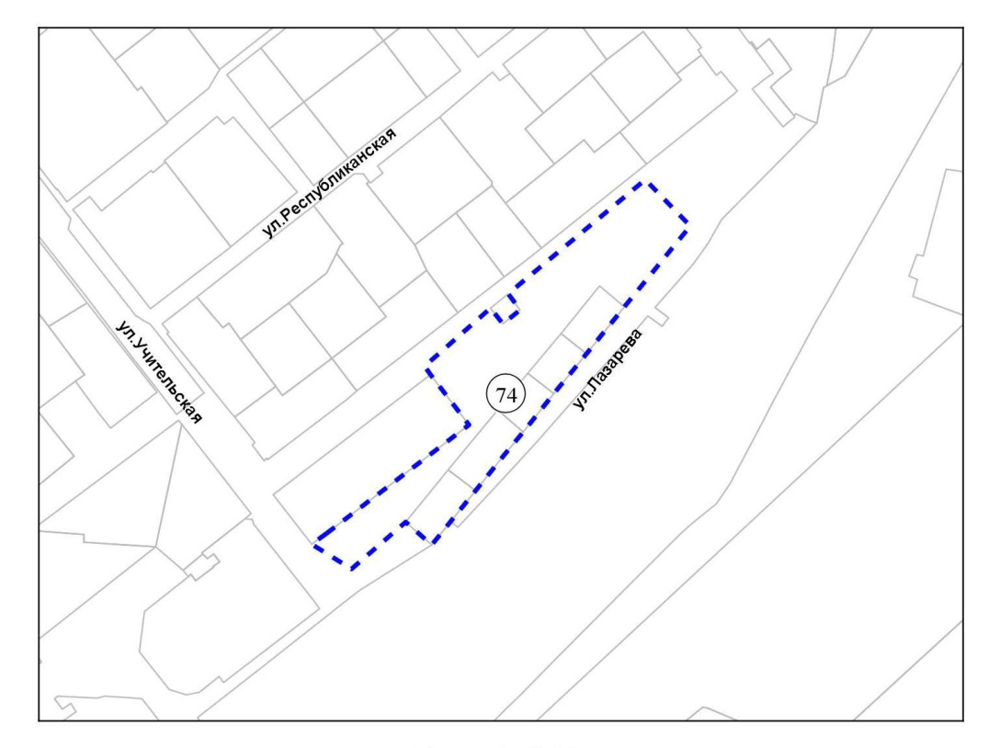 ул.Республиканская
ул.Учительская
ул.Лазарева
74